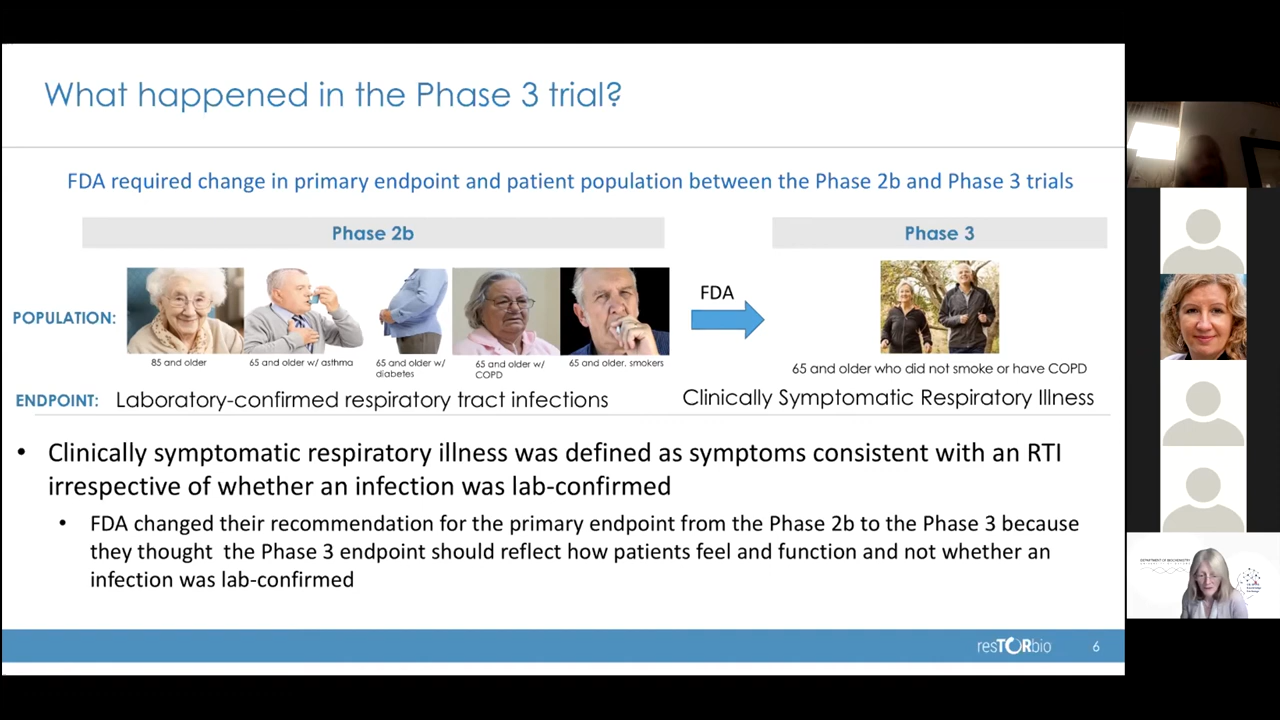 What happened in the Phase 3 trial?
FDA required change in primary endpoint and patient population between the Phase 2b and Phase 3 trials
Phase 2b
Phase 3
POPULATION:
FDA
85 and older
65 and older w/ asthma
65 and older w/
diabetes
65 and older w/
COPD
65 and older, smokers
65 and older who did not smoke or have COPD
ENDPOINT: Laboratory-confirmed respiratory tract infections
Clinically Symptomatic Respiratory Illness
• Clinically symptomatic respiratory illness was defined as symptoms consistent with an RTI
irrespective of whether an infection was lab-confirmed
• FDA changed their recommendation for the primary endpoint from the Phase 2b to the Phase 3 because
they thought the Phase 3 endpoint should reflect how patients feel and function and not whether an
infection was lab-confirmed
resTORbio
6
DEPARTMENT OF BIOCHEMISTRY